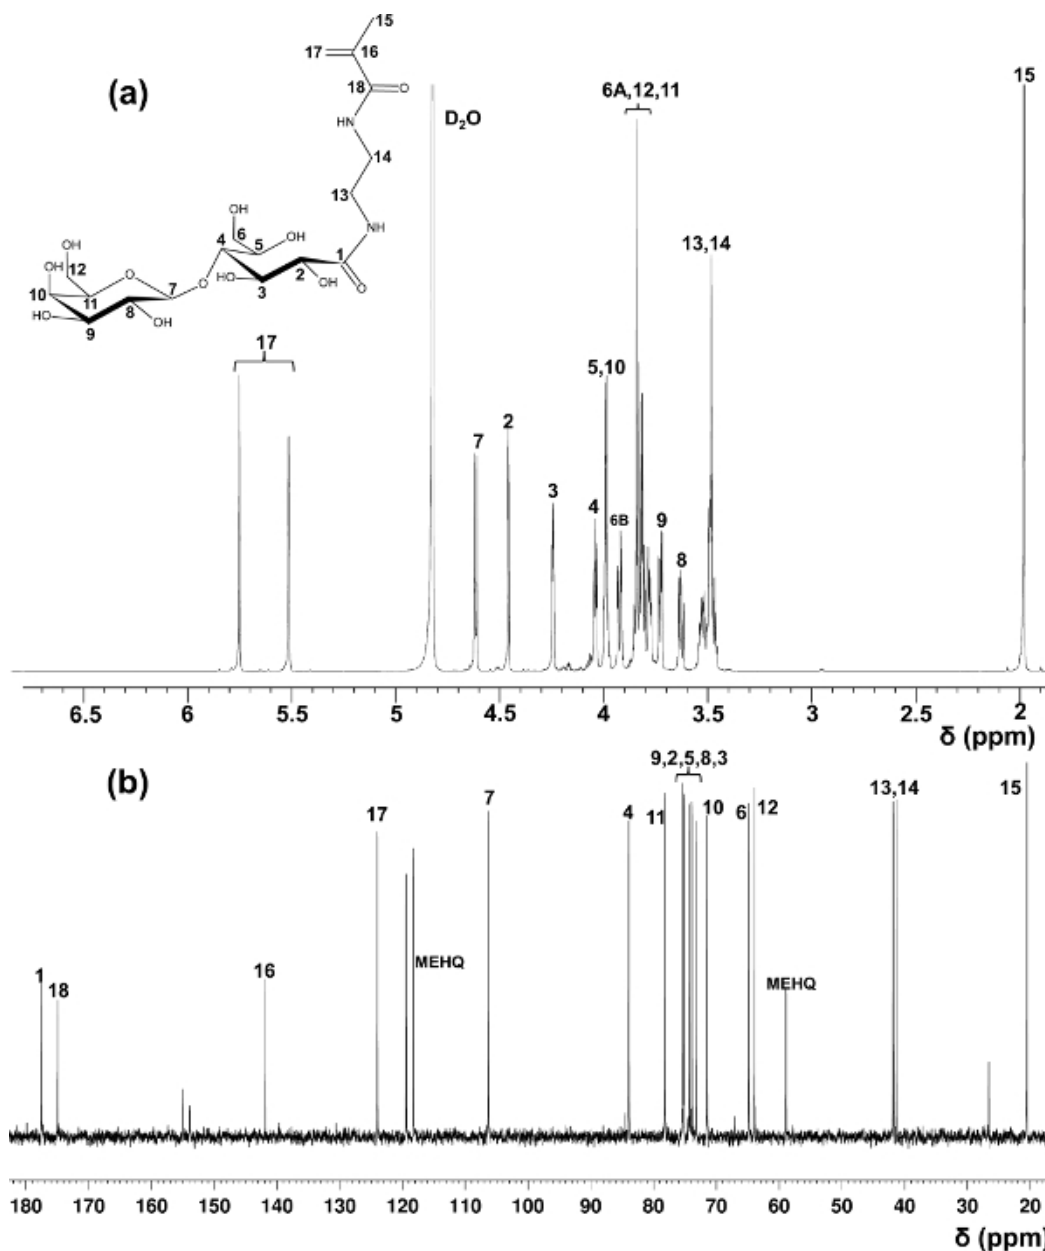 (a)
15
17
16
18
O
HN
14
13
NH
OH
6
4
5
OH
1
O
HO
3
2
OH
OH
OH
12
O
7
O
10
11
8
HO
9
OH
D₂O
6A,12,11
15
13,14
17
7
2
3
5,10
4
6B
9
8
6.5 6 5.5 5 4.5 4 3.5 3 2.5 2
δ (ppm)
(b)
9,2,5,8,3
17
7
4
11
10
6
12
13,14
15
MEHQ
MEHQ
1
18
16
180 170 160 150 140 130 120 110 100 90 80 70 60 50 40 30 20
δ (ppm)